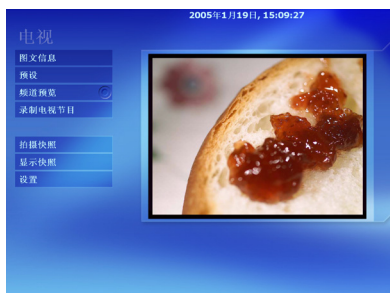 2005年1月19日, 15:09:27
电视
图文信息
预设
频道预览
录制电视节目
拍摄快照
显示快照
设置